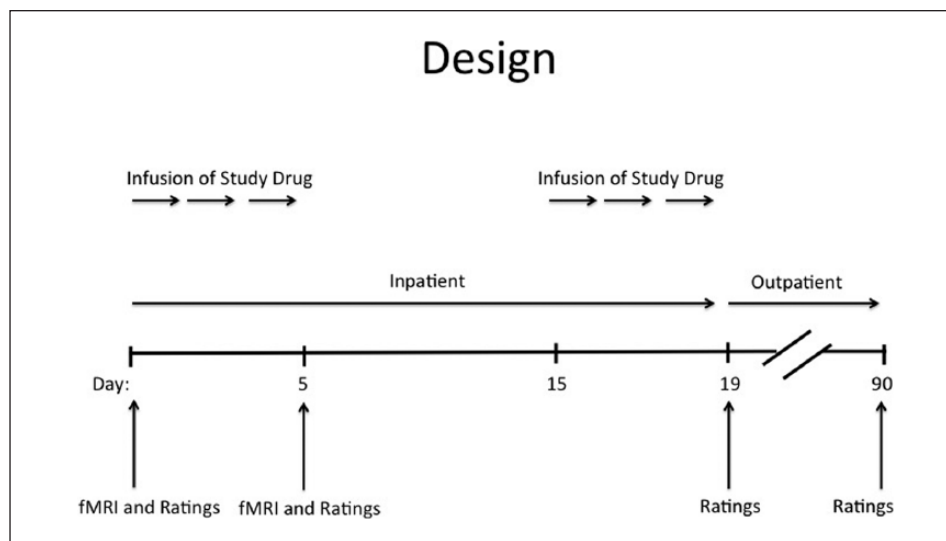 Design
Infusion of Study Drug Infusion of Study Drug
Inpatient Outpatient
Day: 5 15 19 90
fMRI and Ratings fMRI and Ratings Ratings Ratings